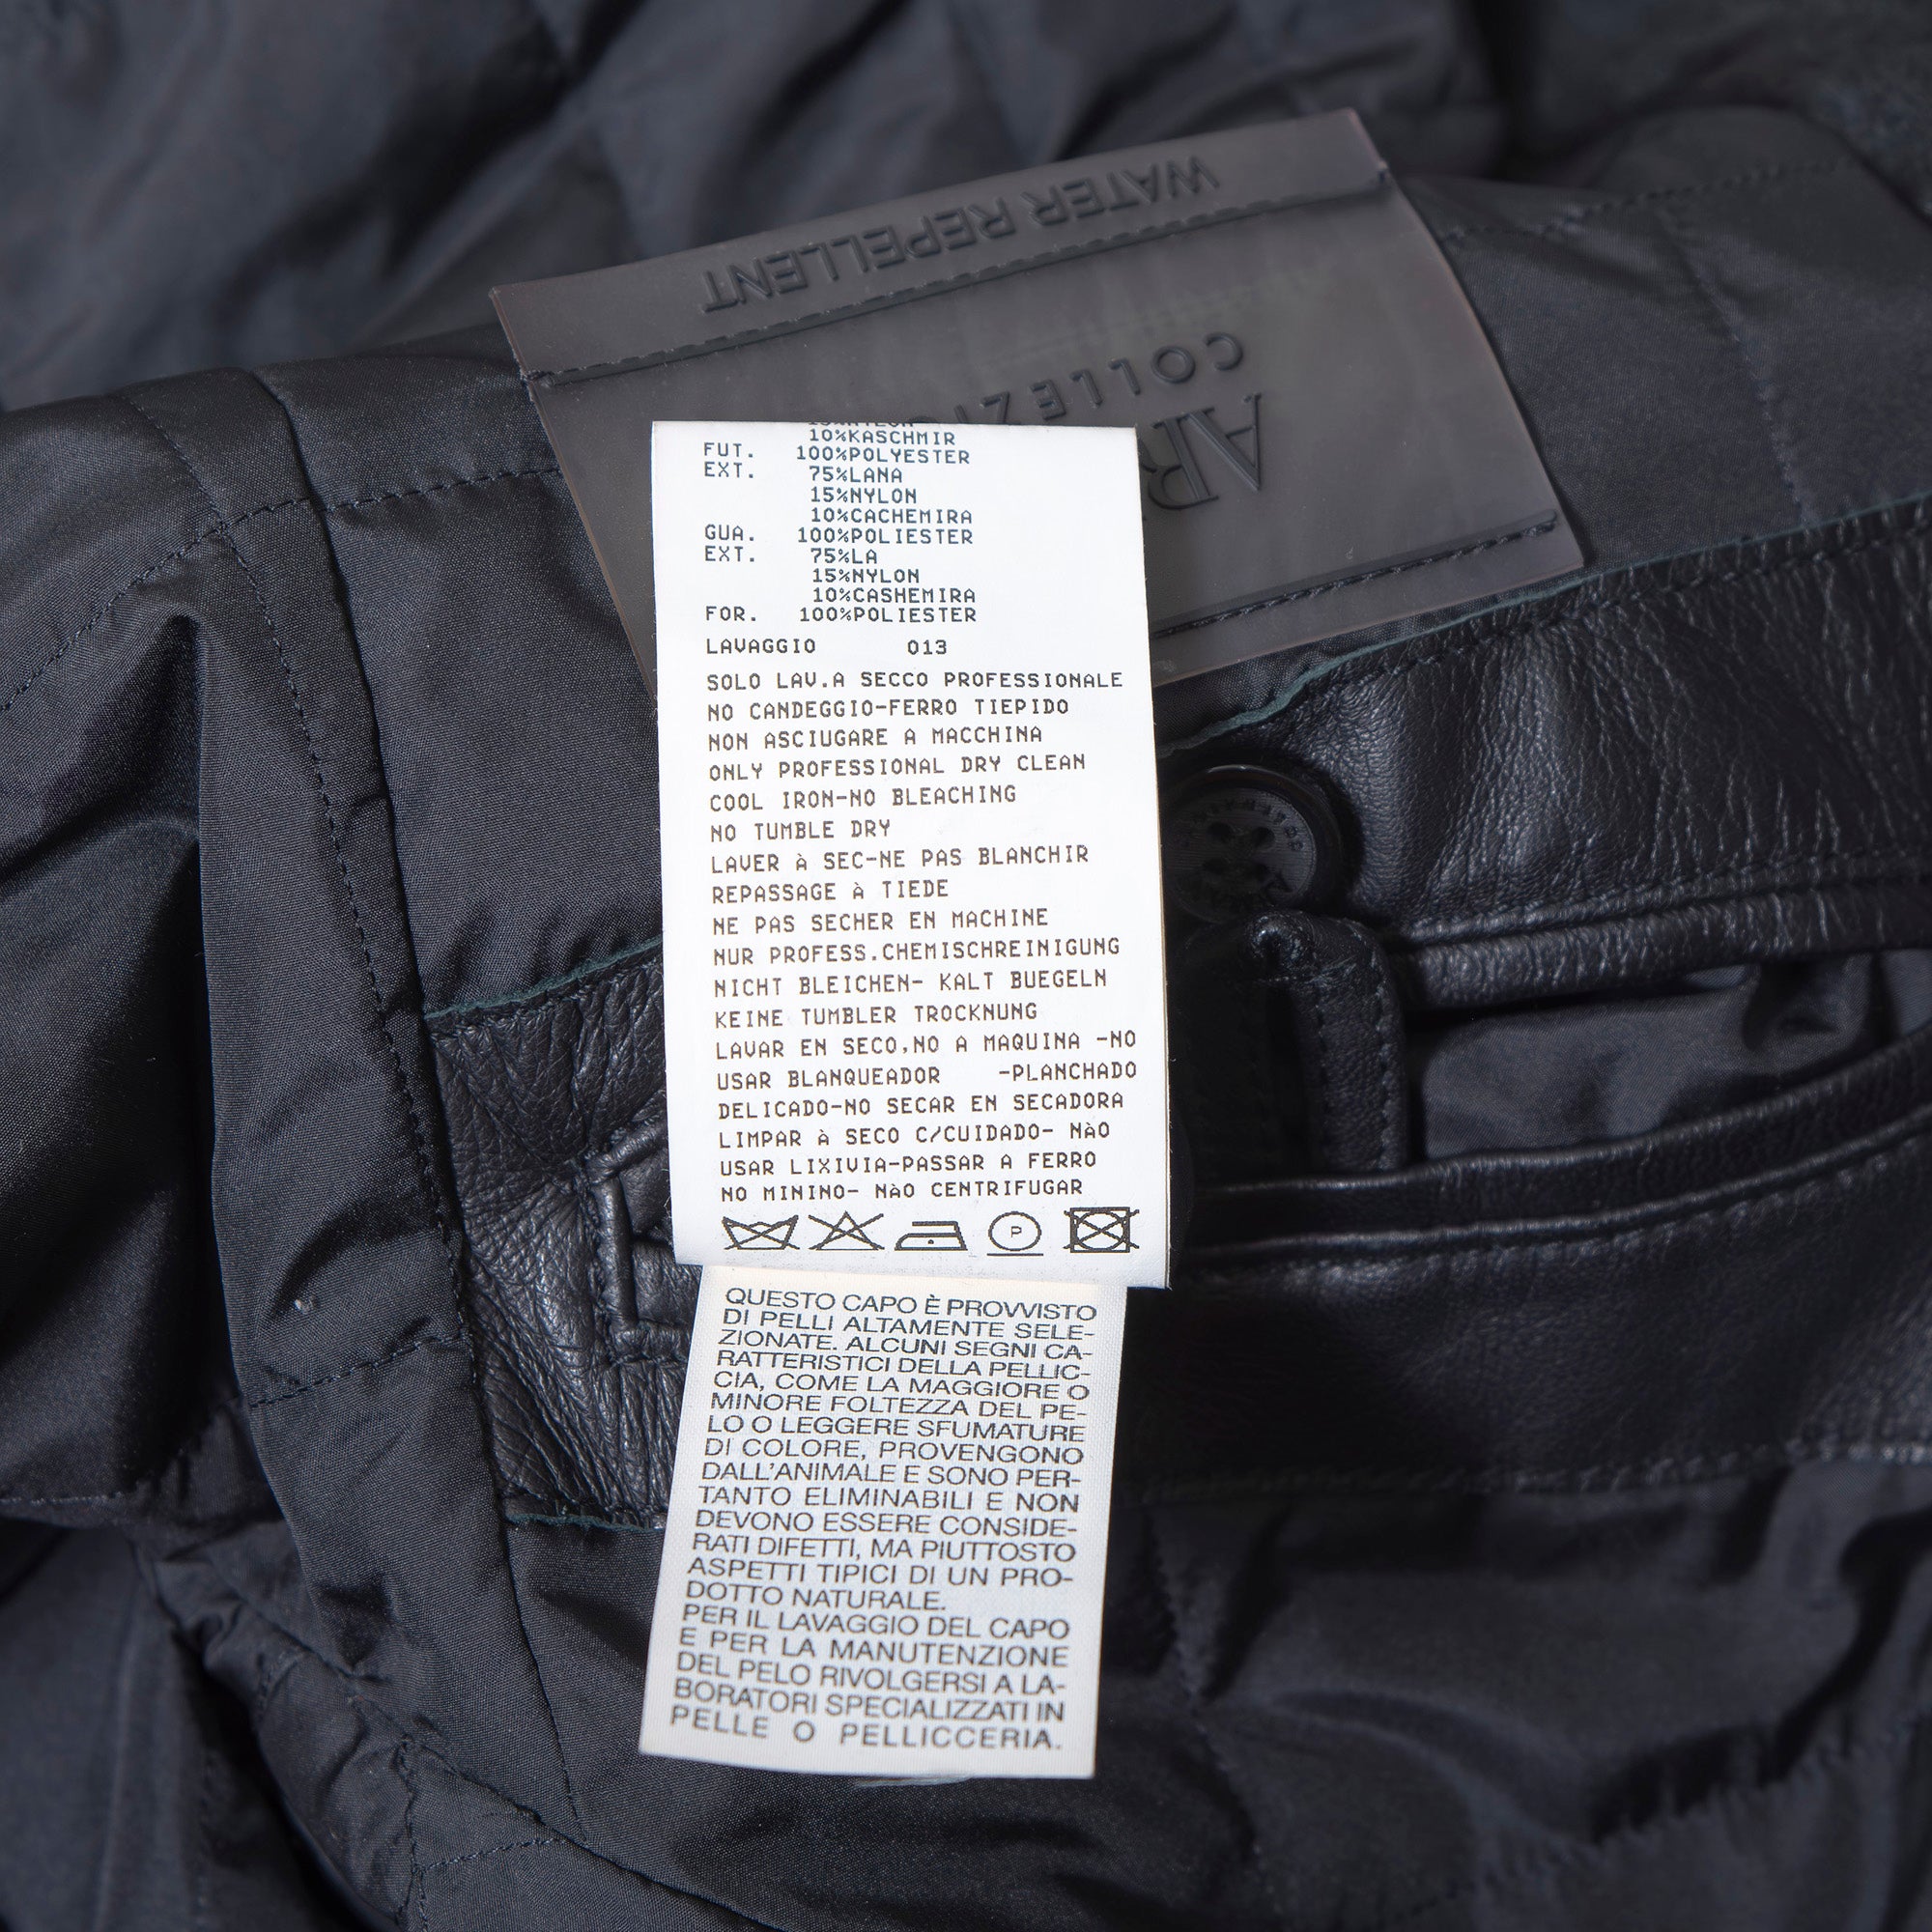 WATER REPELLENT
COLLEZI
AR
10%KASCHMIR
FUT. 100%POLYESTER
EXT. 75%LANA
15%NYLON
10%CACHEMIRA
GUA. 100%POLIESTER
EXT. 75%LA
15%NYLON
10%CASHEMIRA
FOR. 100%POLIESTER
LAVAGGIO 013
SOLO LAV.A SECCO PROFESSIONALE
NO CANDEGGIO-FERRO TIEPIDO
NON ASCIUGARE A MACCHINA
ONLY PROFESSIONAL DRY CLEAN
COOL IRON-NO BLEACHING
NO TUMBLE DRY
LAVER à SEC-NE PAS BLANCHIR
REPASSAGE à TIEDE
NE PAS SECHER EN MACHINE
NUR PROFESS.CHEMISCHREINIGUNG
NICHT BLEICHEN- KALT BUEGELN
KEINE TUMBLER TROCKNUNG
LAVAR EN SECO,NO A MAQUINA -NO
USAR BLANQUEADOR -PLANCHADO
DELICADO-NO SECAR EN SECADORA
LIMPAR à SECO C/CUIDADO- NàO
USAR LIXIVIA-PASSAR A FERRO
NO MININO- NàO CENTRIFUGAR
P
QUESTO CAPO È PROVVISTO
DI PELLI ALTAMENTE SELE-
ZIONATE. ALCUNI SEGNI CA-
RATTERISTICI DELLA PELLIC-
CIA, COME LA MAGGIORE O
MINORE FOLTEZZA DEL PE-
LO O LEGGERE SFUMATURE
DI COLORE, PROVENGONO
DALL'ANIMALE E SONO PER-
TANTO ELIMINABILI E NON
DEVONO ESSERE CONSIDE-
RATI DIFETTI, MA PIUTTOSTO
ASPETTI TIPICI DI UN PRO-
DOTTO NATURALE.
PER IL LAVAGGIO DEL CAPO
E PER LA MANUTENZIONE
DEL PELO RIVOLGERSI A LA-
BORATORI SPECIALIZZATI IN
PELLE O PELLICCERIA.